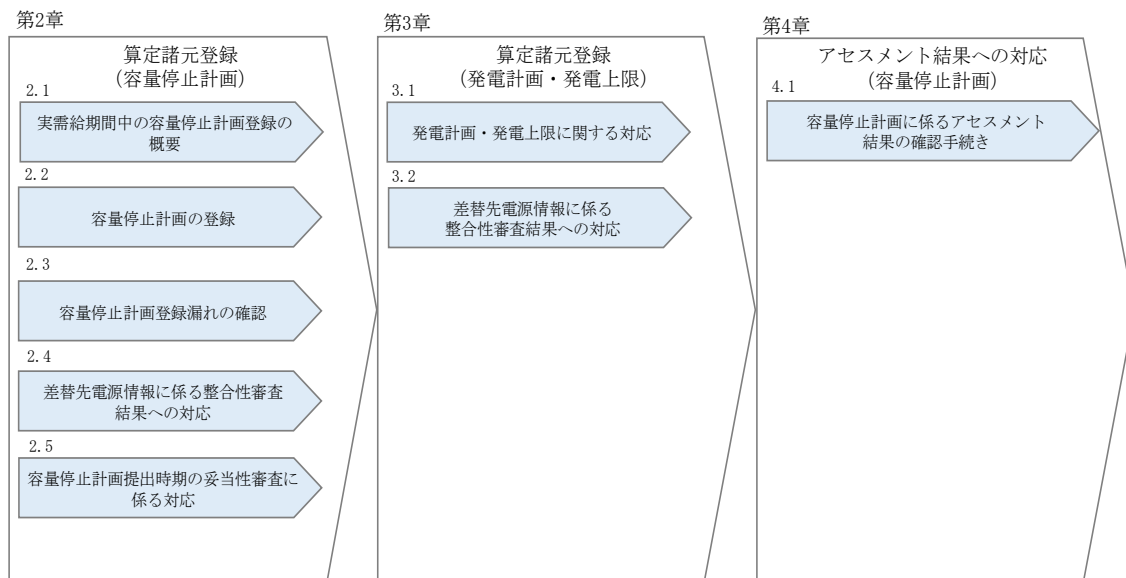 第2章
算定諸元登録
(容量停止計画)
2.1
実需給期間中の容量停止計画登録の
概要
2.2
容量停止計画の登録
2.3
容量停止計画登録漏れの確認
2.4
差替先電源情報に係る整合性審査
結果への対応
2.5
容量停止計画提出時期の妥当性審査に
係る対応
第3章
算定諸元登録
(発電計画・発電上限)
3.1
発電計画・発電上限に関する対応
3.2
差替先電源情報に係る
整合性審査結果への対応
第4章
アセスメント結果への対応
(容量停止計画)
4.1
容量停止計画に係るアセスメント
結果の確認手続き